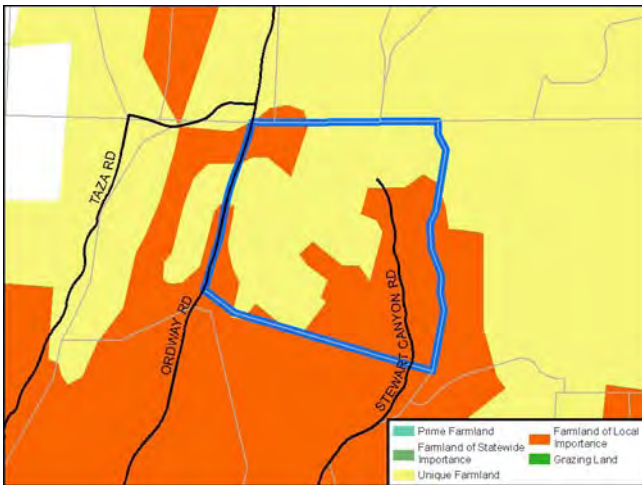 TAZA RD
ORDWAY RD
STEWART CANYON RD
Prime Farmland
Farmland of Statewide
Importance
Unique Farmland
Farmland of Local
Importance
Grazing Land